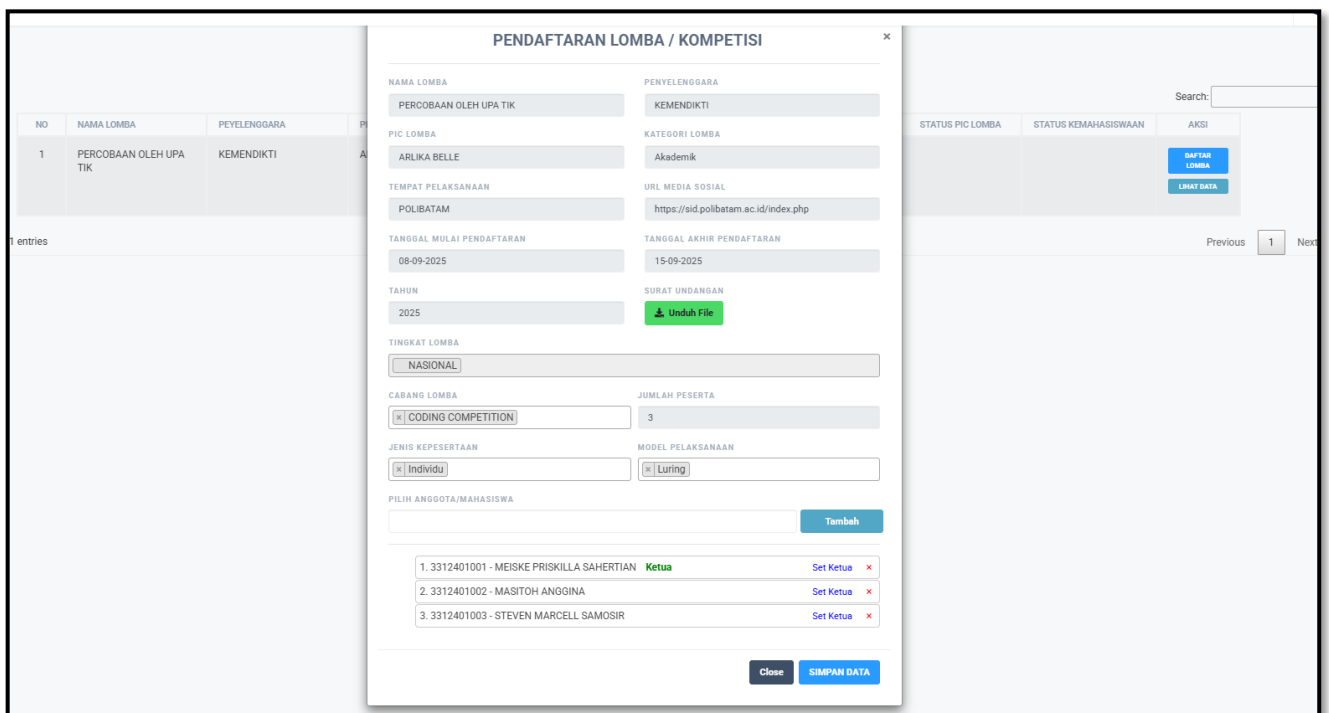 PENDAFTARAN LOMBA / KOMPETISI ×
NAMA LOMBA PENYELENGGARA
PERCOBAAN OLEH UPA TIK KEMENDIKTI
PIC LOMBA KATEGORI LOMBA
ARLIKA BELLE Akademik
TEMPAT PELAKSANAAN URL MEDIA SOSIAL
POLIBATAM https://sid.polibatam.ac.id/index.php
TANGGAL MULAI PENDAFTARAN TANGGAL AKHIR PENDAFTARAN
08-09-2025 15-09-2025
TAHUN SURAT UNDANGAN
2025 Unduh File
TINGKAT LOMBA
NASIONAL
CABANG LOMBA JUMLAH PESERTA
× CODING COMPETITION 3
JENIS KEPESERTAAN MODEL PELAKSANAAN
× Individu × Luring
PILIH ANGGOTA/MAHASISWA
Tambah
1. 3312401001 - MEISKE PRISKILLA SAHERTIAN Ketua Set Ketua ×
2. 3312401002 - MASITOH ANGGINA Set Ketua ×
3. 3312401003 - STEVEN MARCELL SAMOSIR Set Ketua ×
Close SIMPAN DATA
Search:
NO NAMA LOMBA PEYELENGGARA STATUS PIC LOMBA STATUS KEMAHASISWAAN AKSI
1 PERCOBAAN OLEH UPA KEMENDIKTI DAFTAR
TIK LOMBA
LIHAT DATA
1 entries Previous 1 Next